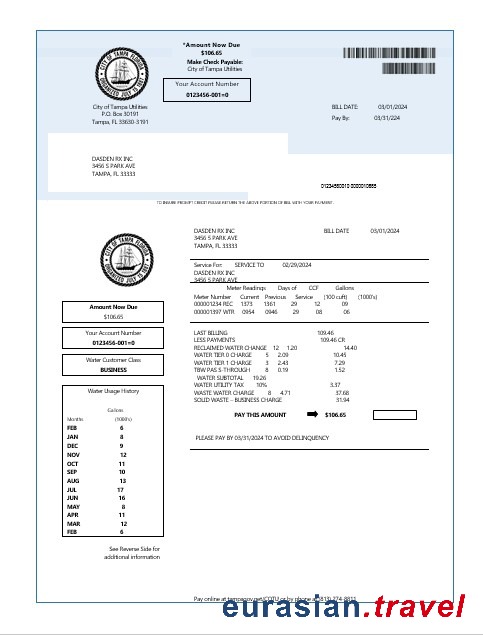 *Amount Now Due
$106.65
Make Check Payable:
City of Tampa Utilities
Your Account Number
0123456-001=0
CITY OF TAMPA, FLORIDA
ORGANIZED JULY 15 1887
City of Tampa Utilities
P.O. Box 30191
Tampa, FL 33630-3191
BILL DATE: 03/01/2024
Pay By: 03/31/224
DASDEN RX INC
3456 S PARK AVE
TAMPA, FL 33333
TO INSURE PROMPT CREDIT PLEASE RETURN THE ABOVE PORTION OF BILL WITH YOUR PAYMENT.
CITY OF TAMPA, FLORIDA
ORGANIZED JULY 15 1887
DASDEN RX INC BILL DATE 03/01/2024
3456 S PARK AVE
TAMPA, FL 33333
Service For: SERVICE TO 02/29/2024
DASDEN RX INC
3456 S PARK AVE
Meter Readings Days of CCF Gallons
Meter Number Current Previous Service (100 cuft) (1000's)
000001234 REC 1373 1361 29 12 09
000001397 WTR 0954 0946 29 08 06
LAST BILLING 109.46
LESS PAYMENTS 109.46 CR
RECLAIMED WATER CHANGE 12 1.20 14.40
WATER TIER 0 CHARGE 5 2.09 10.45
WATER TIER 1 CHARGE 3 2.43 7.29
TBW PAS S-THROUGH 8 0.19 1.52
WATER SUBTOTAL 19.26
WATER UTILITY TAX 10% 3.37
WASTE WATER CHARGE 8 4.71 37.68
SOLID WASTE – BUSINESS CHARGE 31.94
PAY THIS AMOUNT $106.65
PLEASE PAY BY 03/31/2024 TO AVOID DELINQUENCY
Amount Now Due
$106.65
Your Account Number
0123456-001=0
Water Customer Class
BUSINESS
Water Usage History
Gallons
Months (1000's)
FEB 6
JAN 8
DEC 9
NOV 12
OCT 11
SEP 10
AUG 13
JUL 17
JUN 16
MAY 8
APR 11
MAR 12
FEB 6
See Reverse Side for
additional information
Pay online at tampagov.net/COTU or by phone at (813) 274-8811
eurasian.travel